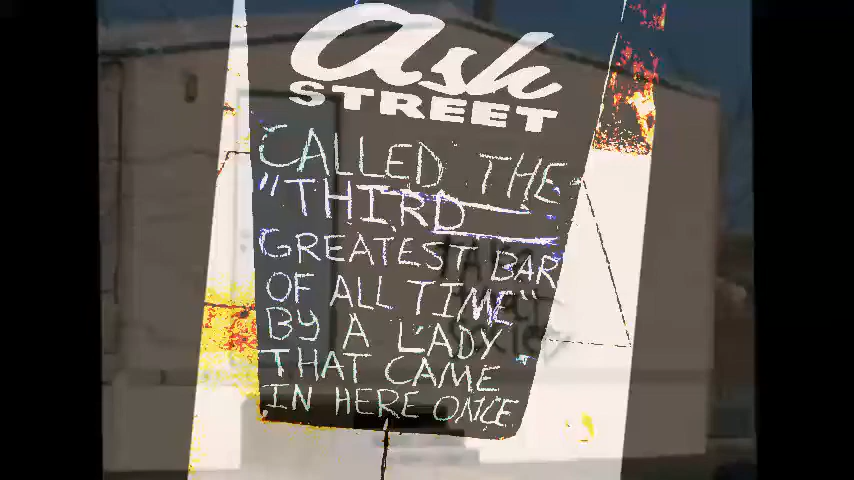 Ash
STREET
CALLED THE
"THIRD
GREATEST BAR
OF ALL TIME"
BY A LADY
THAT CAME
IN HERE ONCE